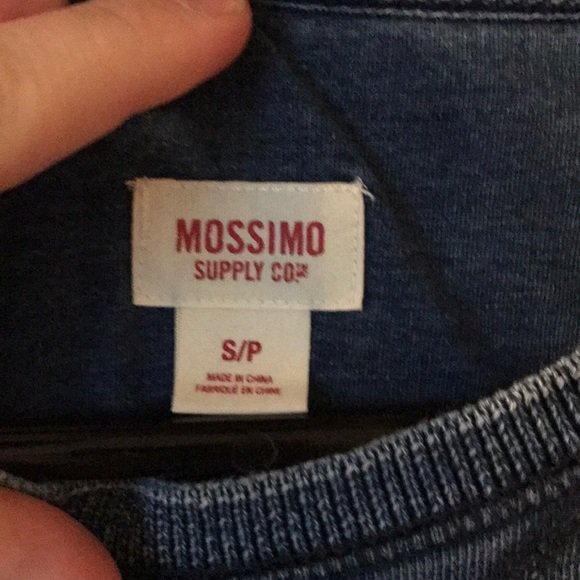 MOSSIMO
SUPPLY CO.
S/P
MADE IN CHINA
FABRIQUÉ EN CHINE